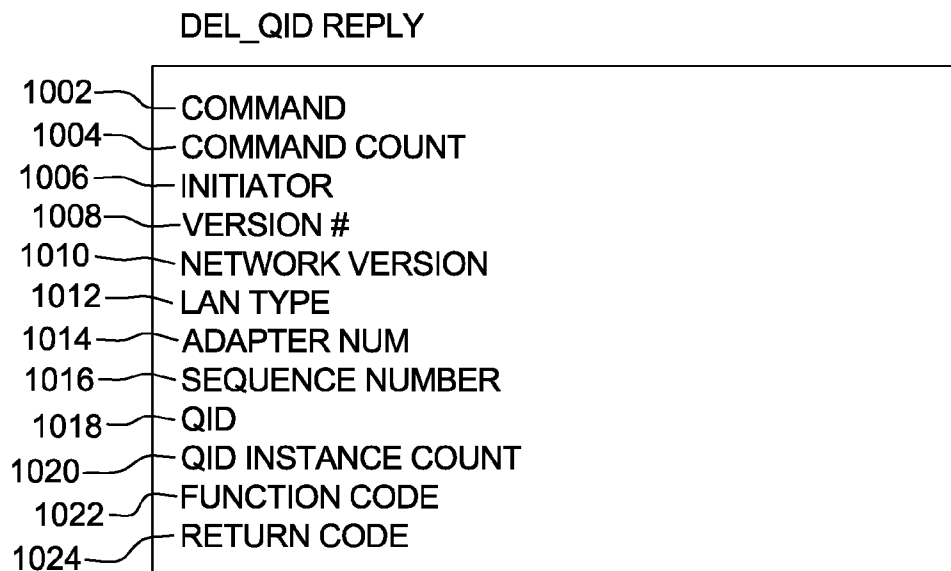 DEL_QID REPLY
1002 COMMAND
1004 COMMAND COUNT
1006 INITIATOR
1008 VERSION #
1010 NETWORK VERSION
1012 LAN TYPE
1014 ADAPTER NUM
1016 SEQUENCE NUMBER
1018 QID
1020 QID INSTANCE COUNT
1022 FUNCTION CODE
1024 RETURN CODE